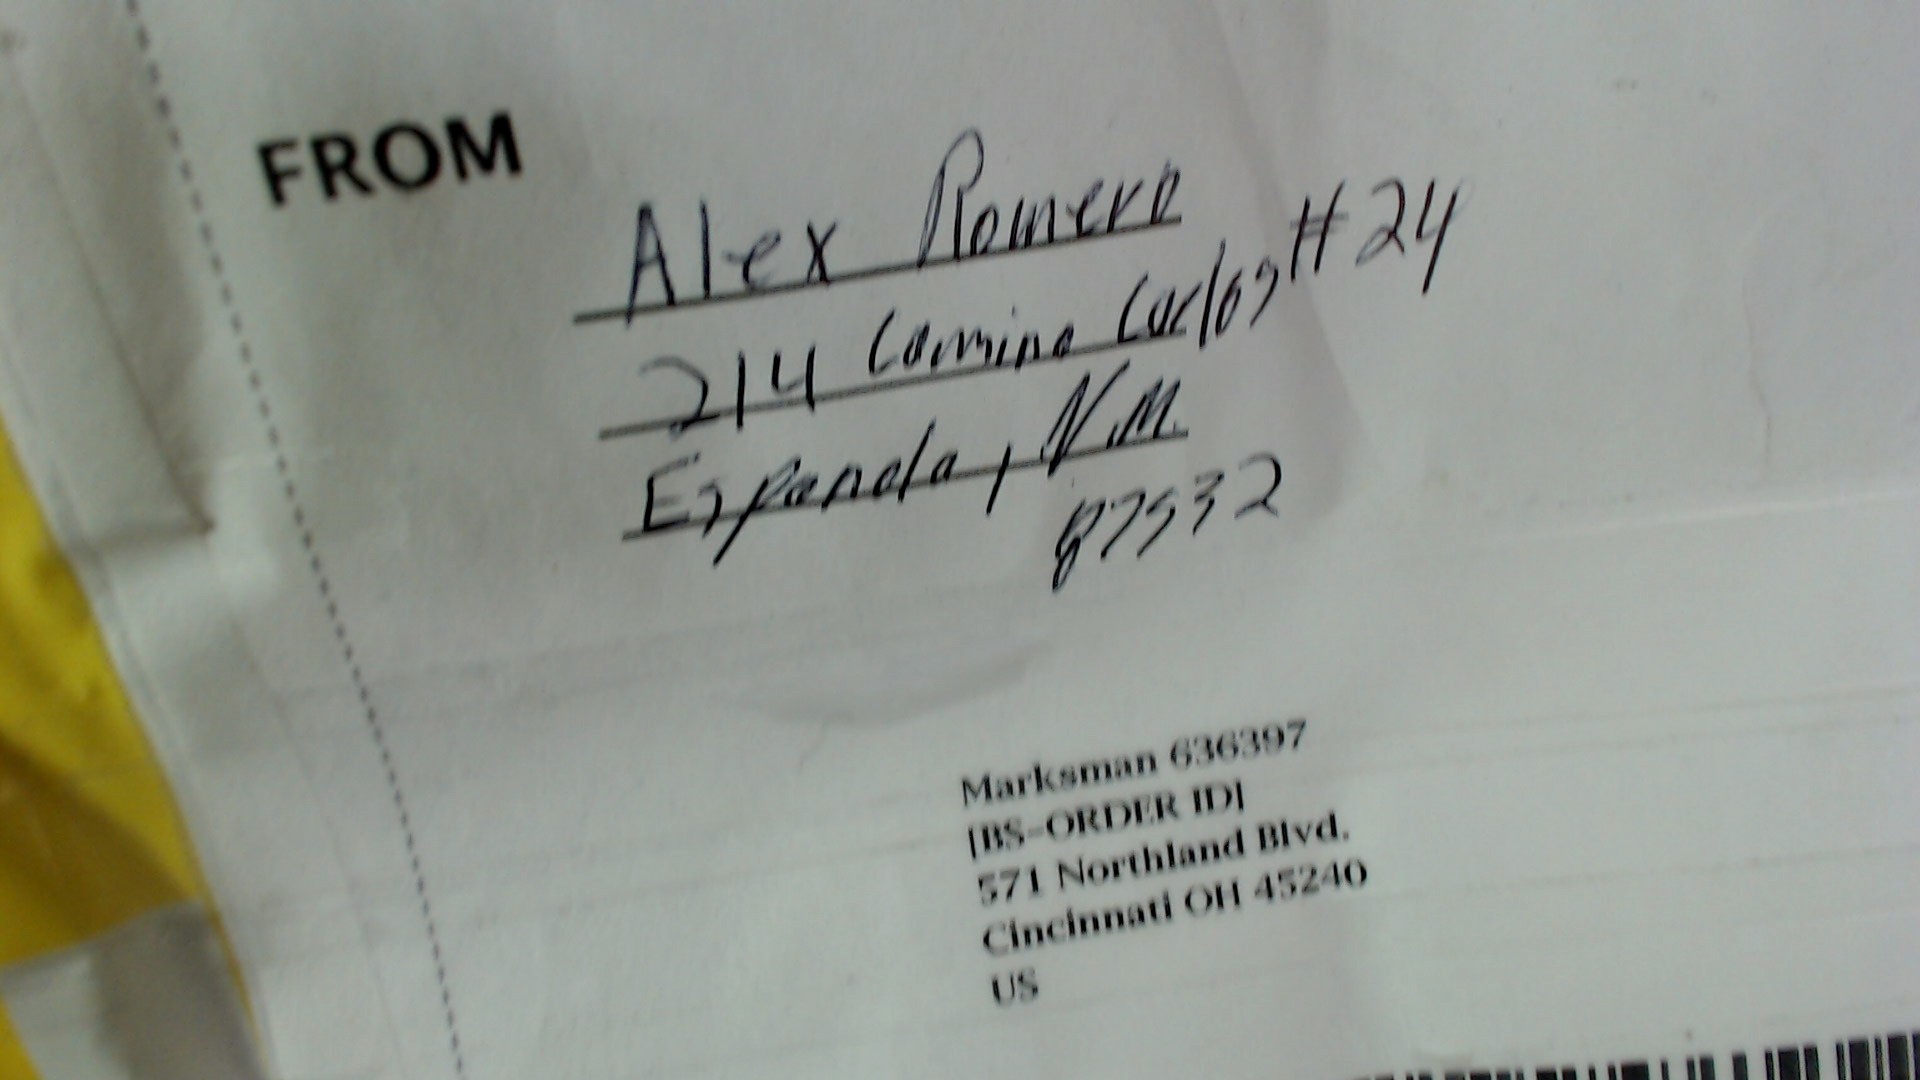 FROM
Alex Romero
214 Camino Carlos #24
Espanola, N.M.
87532
Marksman 636397
[BS-ORDER ID]
571 Northland Blvd.
Cincinnati OH 45240
US